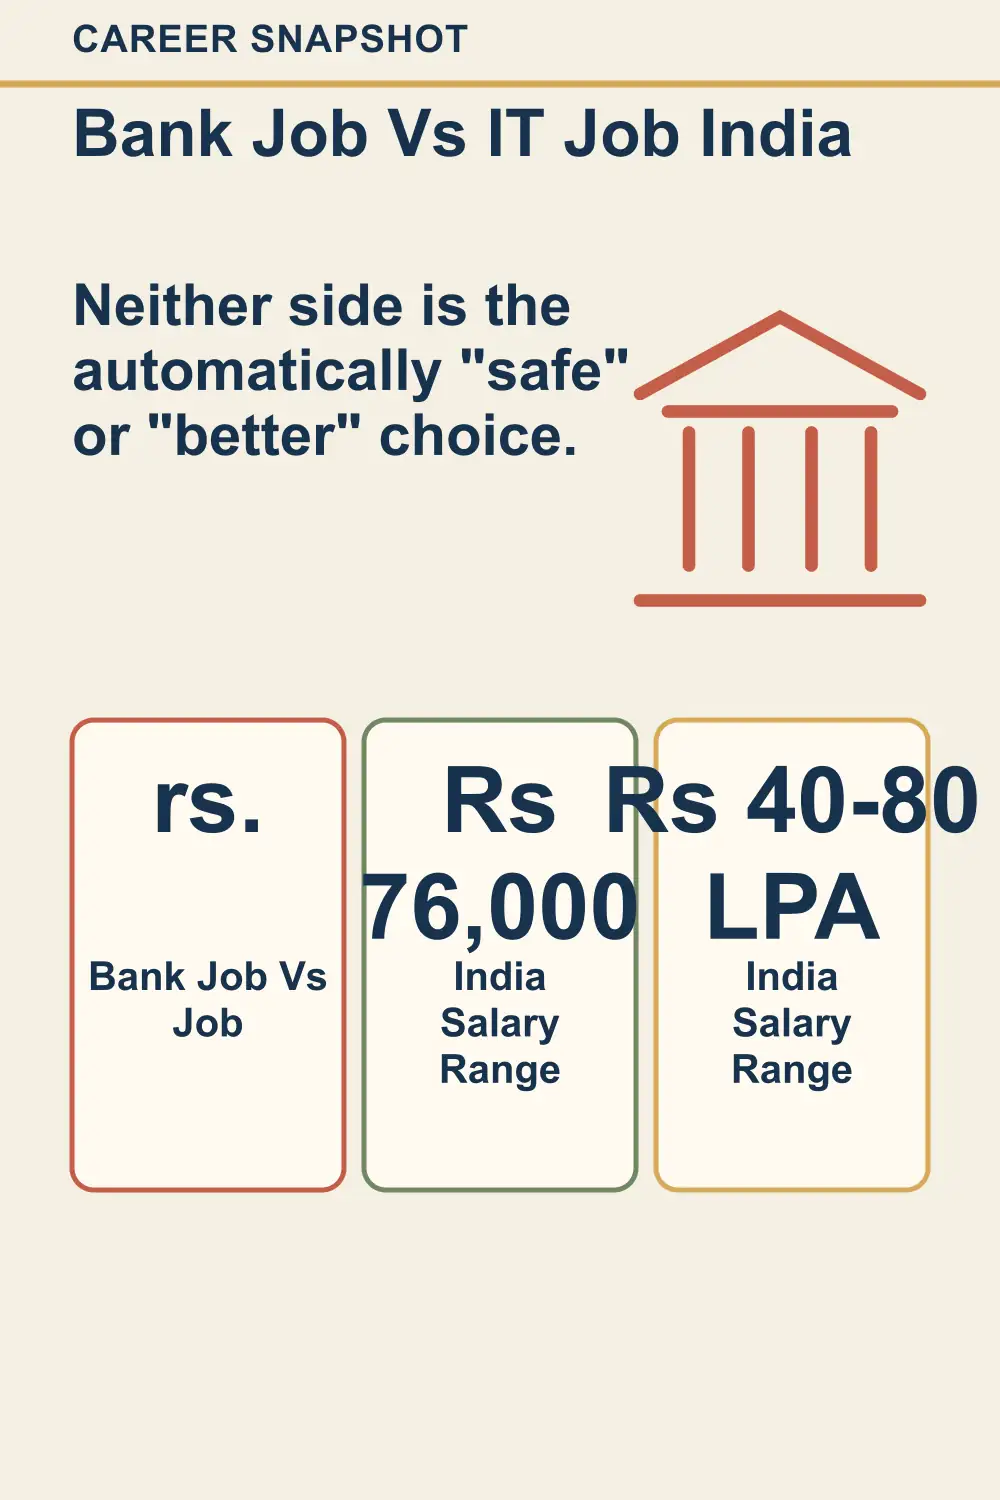 CAREER SNAPSHOT
Bank Job Vs IT Job India
Neither side is the
automatically "safe"
or "better" choice.
rs.
Bank Job Vs
Job
Rs
76,000
India
Salary
Range
Rs 40-80
LPA
India
Salary
Range